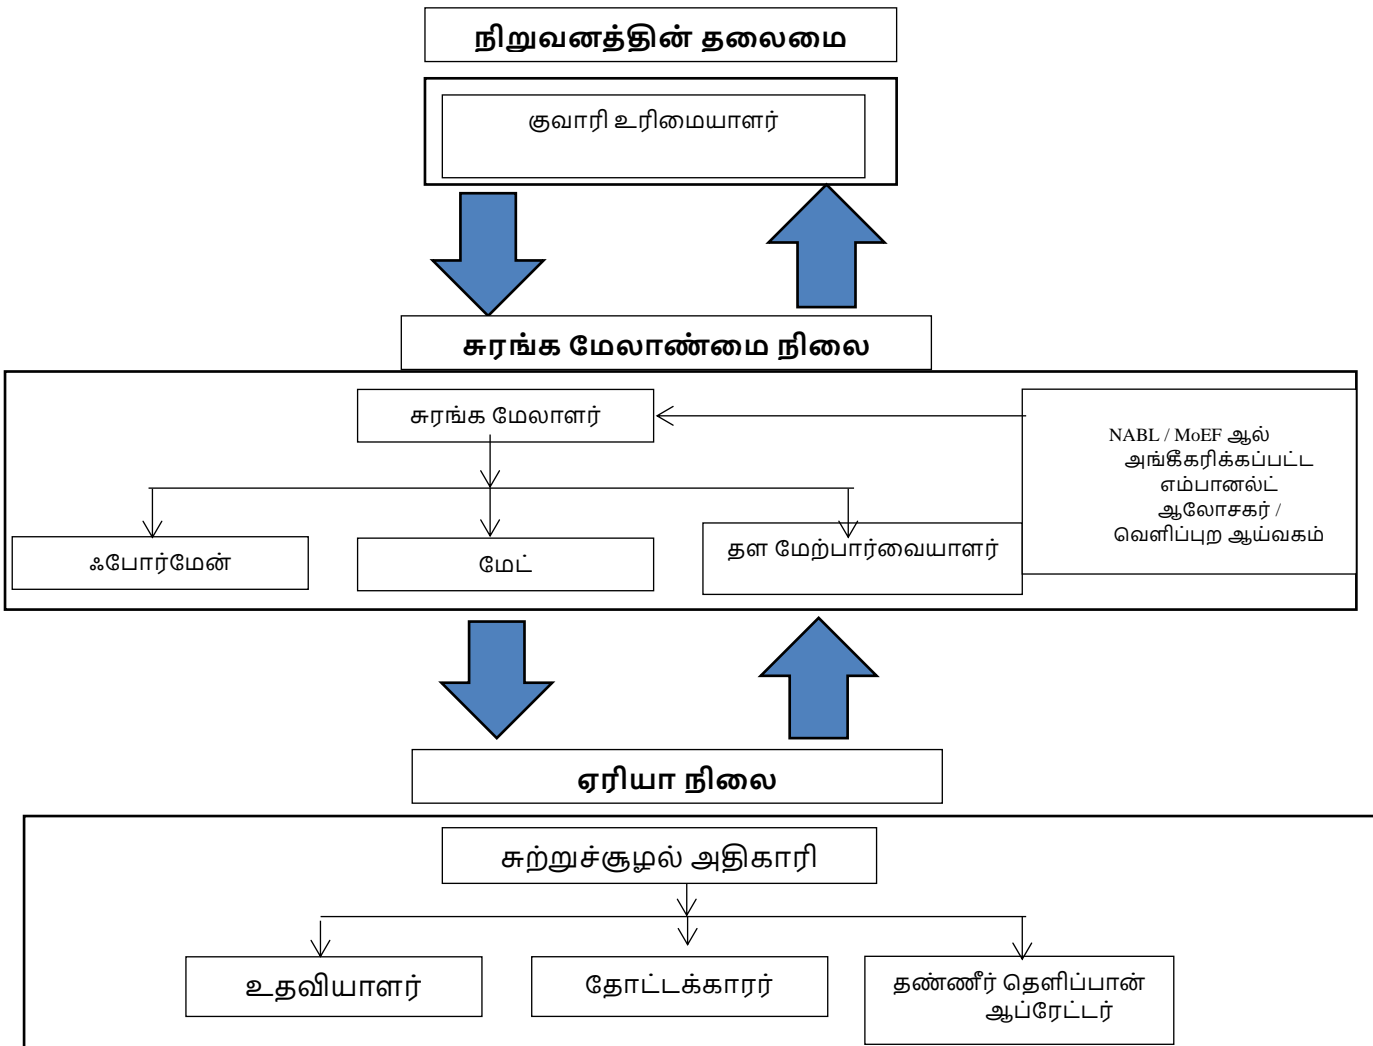 நிறுவனத்தின் தலைமை
குவாரி உரிமையாளர்
சுரங்க மேலாண்மை நிலை
சுரங்க மேலாளர்
NABL / MoEF ஆல்
அங்கீகரிக்கப்பட்ட
எம்பானல்ட்
ஆலோசகர் /
வெளிப்புற ஆய்வகம்
ஃபோர்மேன்
மேட்
தள மேற்பார்வையாளர்
ஏரியா நிலை
சுற்றுச்சூழல் அதிகாரி
உதவியாளர்
தோட்டக்காரர்
தண்ணீர் தெளிப்பான்
ஆப்ரேட்டர்